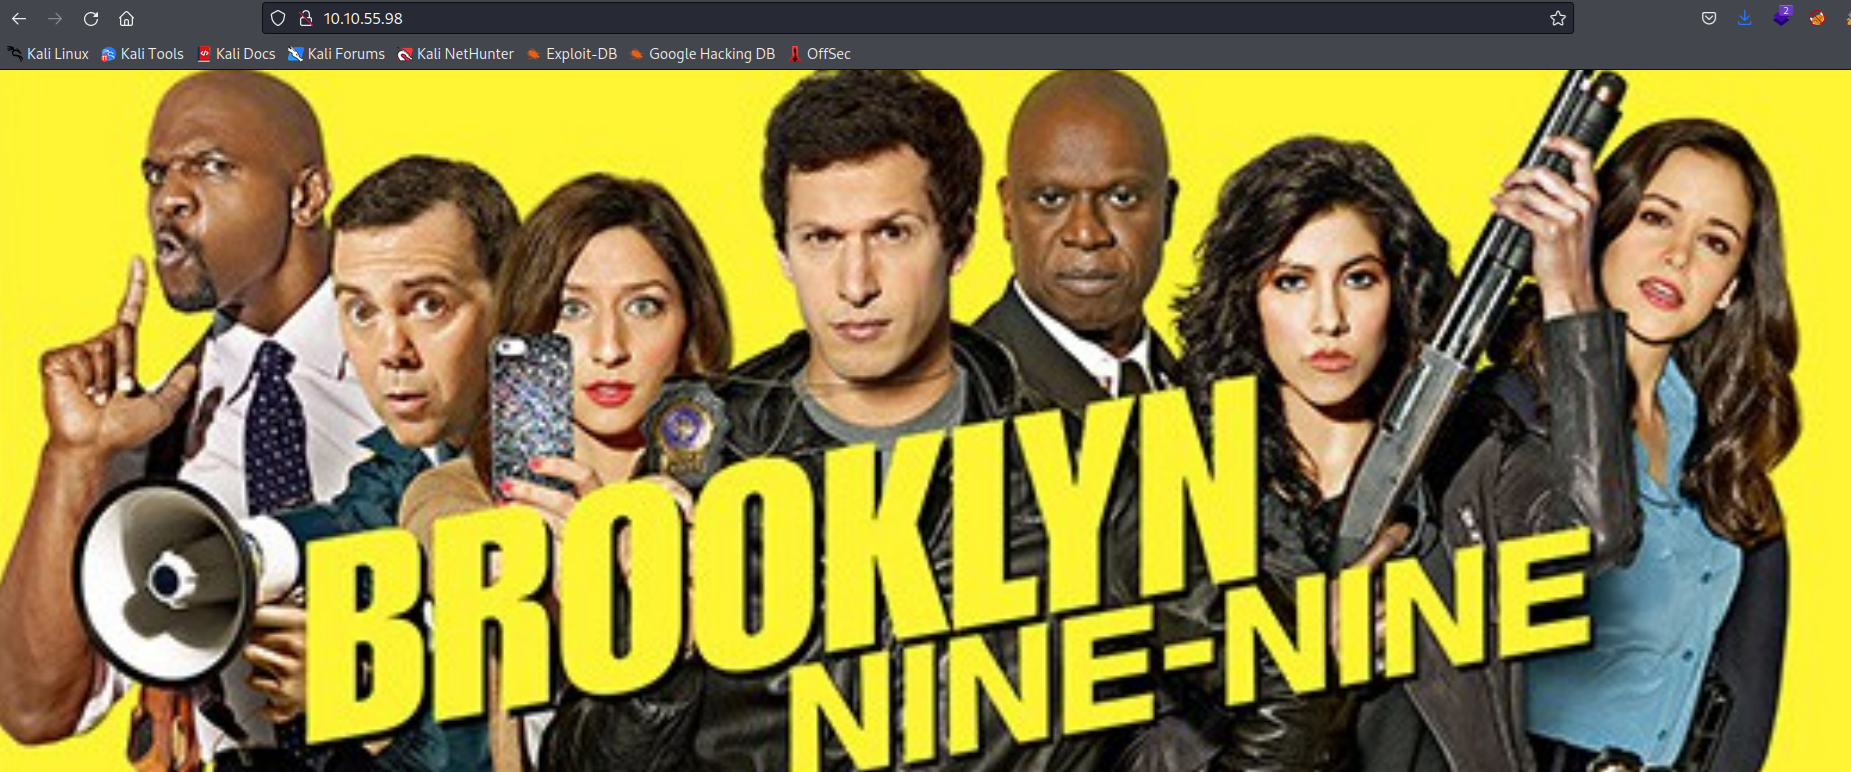 10.10.55.98
Kali Linux Kali Tools Kali Docs Kali Forums Kali NetHunter Exploit-DB Google Hacking DB OffSec
2
BROOKLYN
NINE-NINE